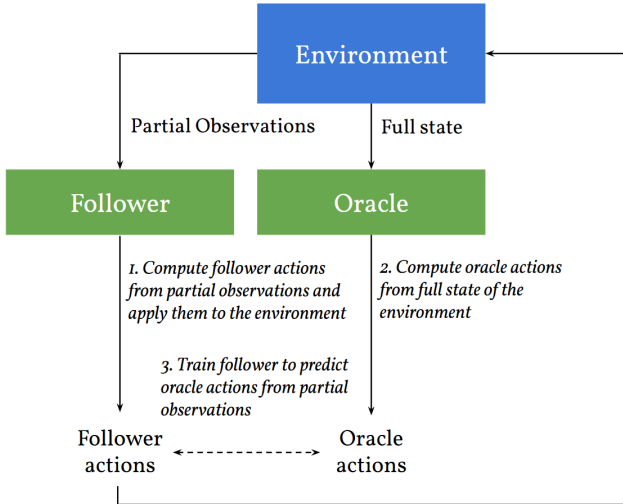 Environment
Partial Observations
Full state
Follower
Oracle
1. Compute follower actions
from partial observations and
apply them to the environment
2. Compute oracle actions
from full state of the
environment
3. Train follower to predict
oracle actions from partial
observations
Follower
actions
Oracle
actions